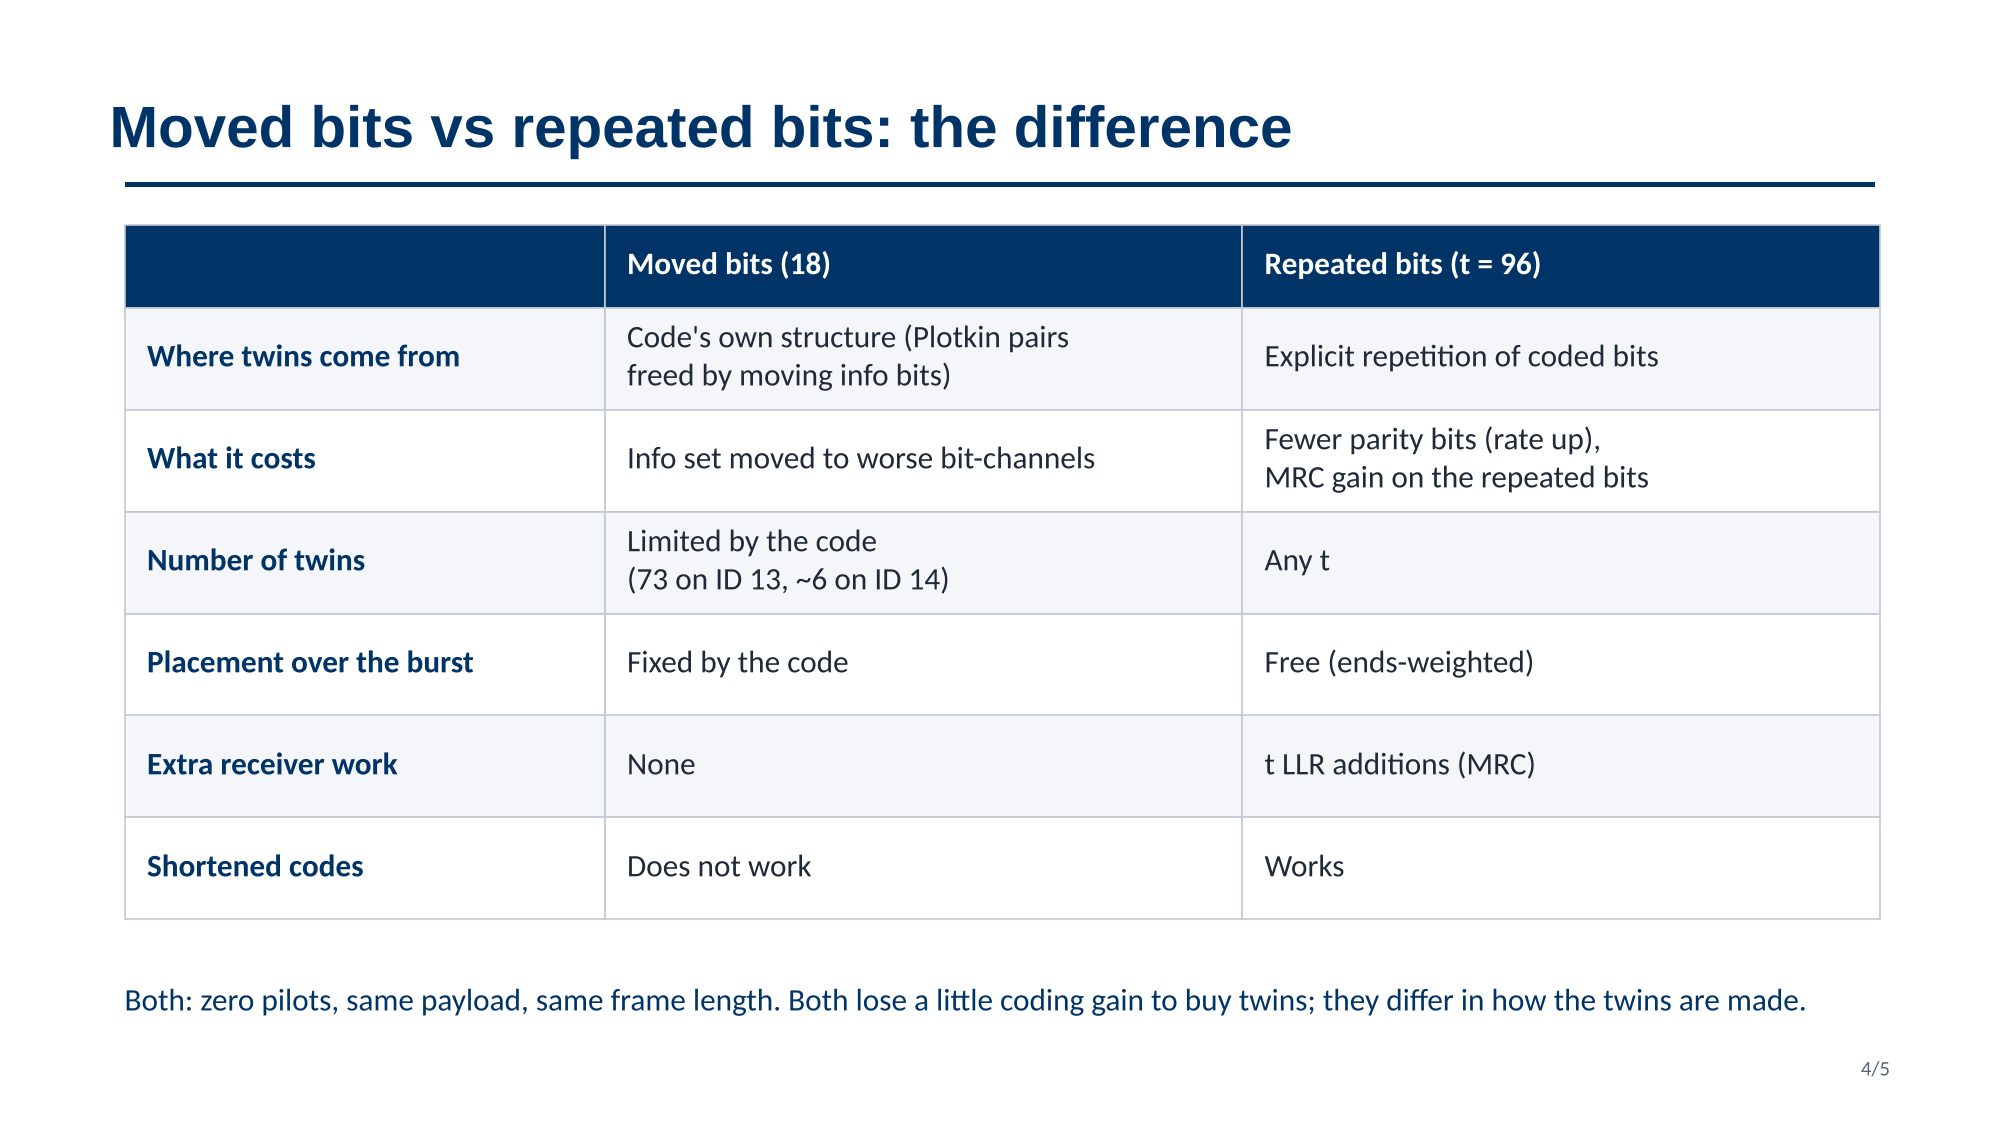 Moved bits vs repeated bits: the difference
Moved bits (18)
Repeated bits (t = 96)
Where twins come from
Code's own structure (Plotkin pairs
freed by moving info bits)
Explicit repetition of coded bits
What it costs
Info set moved to worse bit-channels
Fewer parity bits (rate up),
MRC gain on the repeated bits
Number of twins
Limited by the code
(73 on ID 13, ~6 on ID 14)
Any t
Placement over the burst
Fixed by the code
Free (ends-weighted)
Extra receiver work
None
t LLR additions (MRC)
Shortened codes
Does not work
Works
Both: zero pilots, same payload, same frame length. Both lose a little coding gain to buy twins; they differ in how the twins are made.
4/5